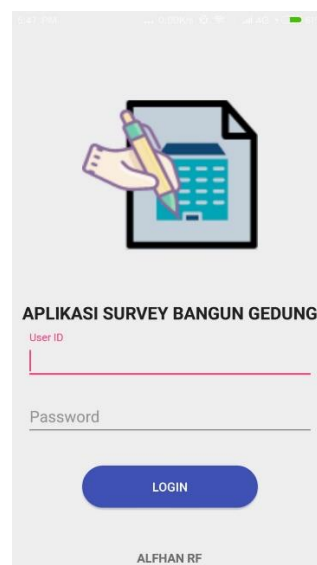 APLIKASI SURVEY BANGUN GEDUNG
User ID
Password
LOGIN
ALFHAN RF